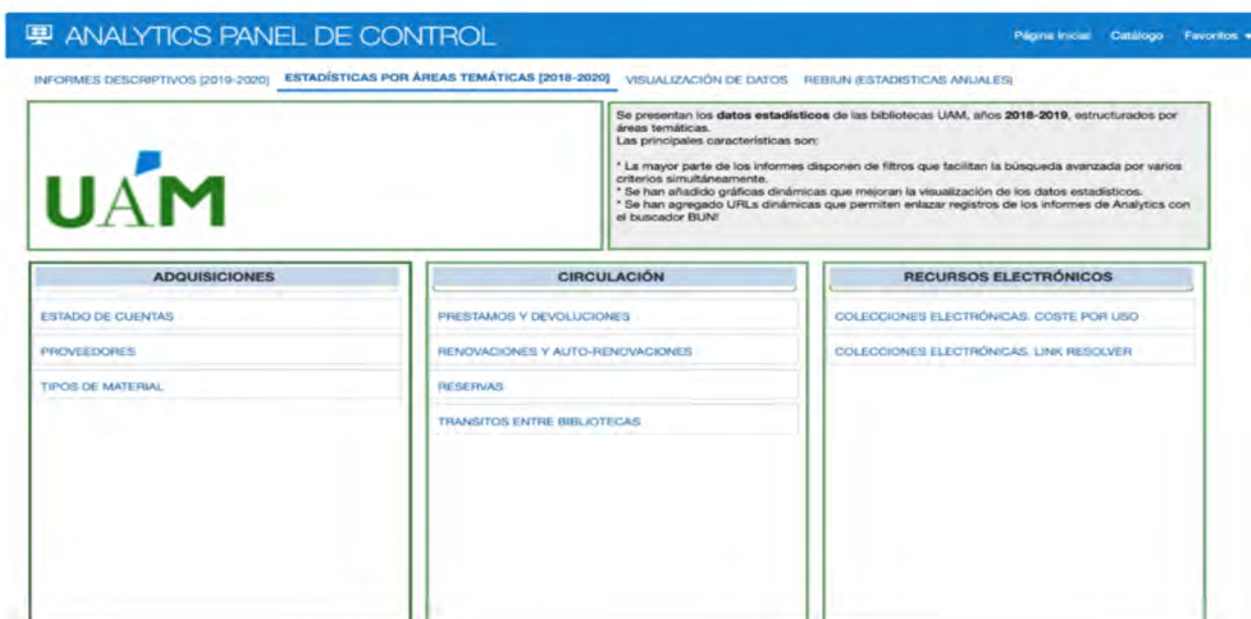 ANALYTICS PANEL DE CONTROL
Página Inicial Catálogo Favoritos
INFORMES DESCRIPTIVOS [2019-2020] ESTADÍSTICAS POR ÁREAS TEMÁTICAS [2018-2020] VISUALIZACIÓN DE DATOS REBIUN (ESTADISTICAS ANUALES)
UAM
Se presentan los datos estadísticos de las bibliotecas UAM, años 2018-2019, estructurados por
áreas temáticas.
Las principales características son:
* La mayor parte de los informes disponen de filtros que facilitan la búsqueda avanzada por varios
criterios simultáneamente.
* Se han añadido gráficas dinámicas que mejoran la visualización de los datos estadísticos.
* Se han agregado URLs dinámicas que permiten enlazar registros de los informes de Analytics con
el buscador BUN!
ADQUISICIONES
ESTADO DE CUENTAS
PROVEEDORES
TIPOS DE MATERIAL
CIRCULACIÓN
PRESTAMOS Y DEVOLUCIONES
RENOVACIONES Y AUTO-RENOVACIONES
RESERVAS
TRANSITOS ENTRE BIBLIOTECAS
RECURSOS ELECTRÓNICOS
COLECCIONES ELECTRÓNICAS. COSTE POR USO
COLECCIONES ELECTRÓNICAS. LINK RESOLVER